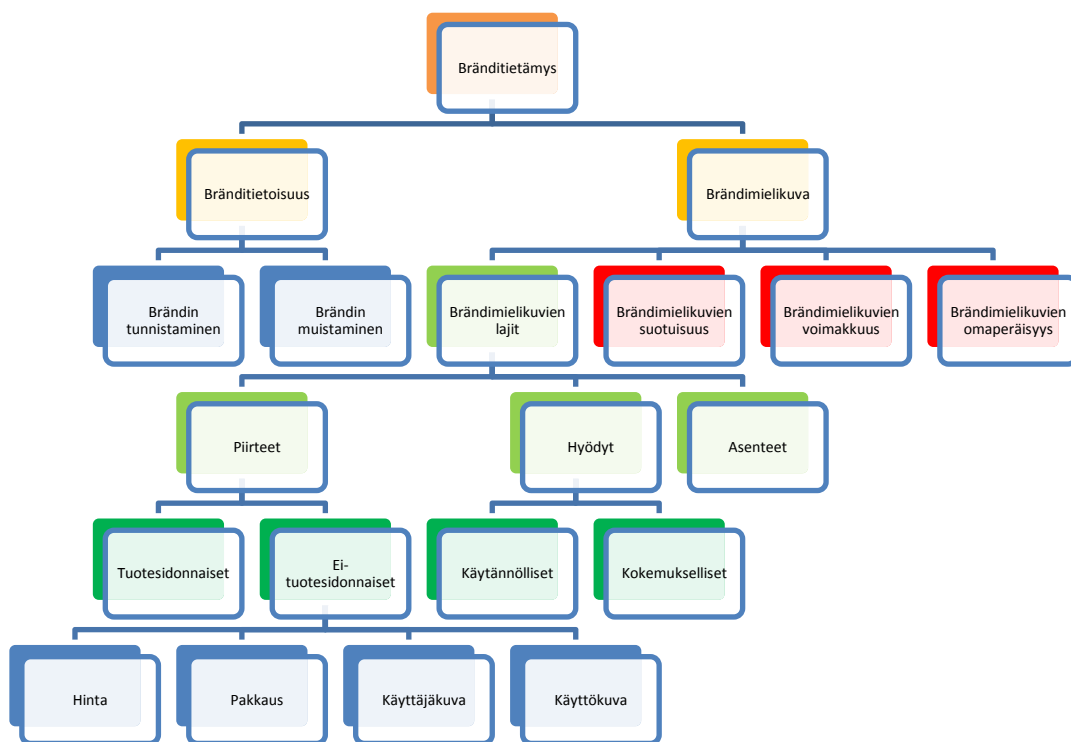 Bränditietämys
Bränditietoisuus
Brändimielikuva
Brändin
tunnistaminen
Brändin
muistaminen
Brändimielikuvien
lajit
Brändimielikuvien
suotuisuus
Brändimielikuvien
voimakkuus
Brändimielikuvien
omaperäisyys
Piirteet
Hyödyt
Asenteet
Tuotesidonnaiset
Ei-
tuotesidonnaiset
Käytännölliset
Kokemukselliset
Hinta
Pakkaus
Käyttäjäkuva
Käyttökuva